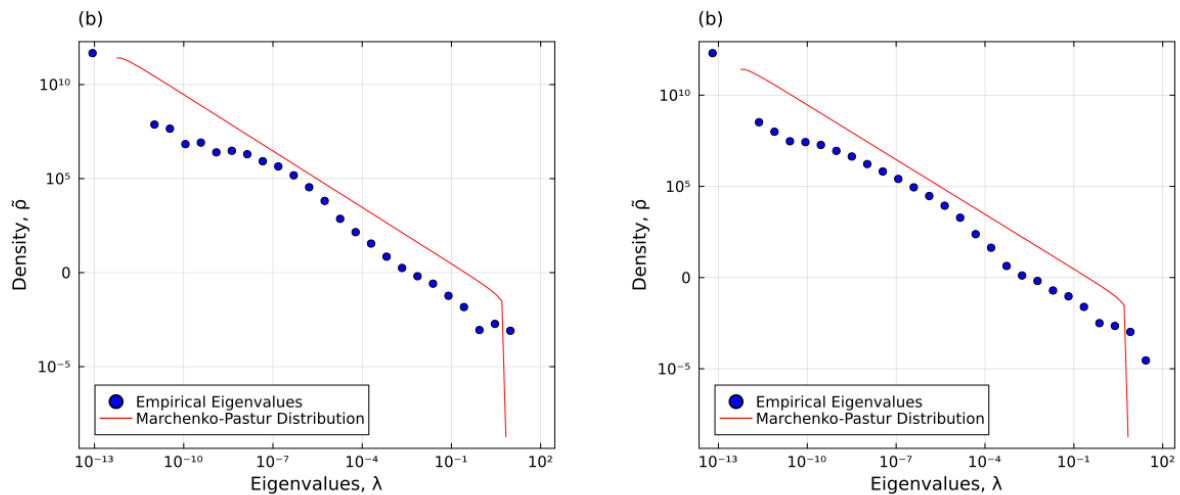 (b)
10¹⁰
10⁵
0
10⁻⁵
Density, ρ̃
10⁻¹³
10⁻¹⁰
10⁻⁷
10⁻⁴
10⁻¹
10²
Eigenvalues, λ
Empirical Eigenvalues
Marchenko-Pastur Distribution
(b)
10¹⁰
10⁵
0
10⁻⁵
Density, ρ̃
10⁻¹³
10⁻¹⁰
10⁻⁷
10⁻⁴
10⁻¹
10²
Eigenvalues, λ
Empirical Eigenvalues
Marchenko-Pastur Distribution